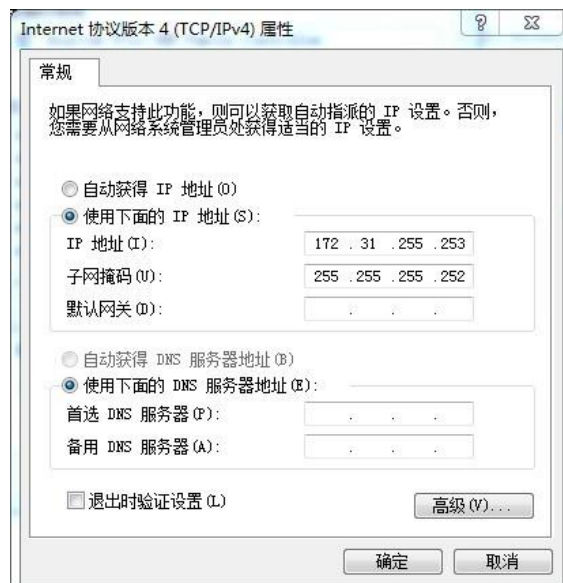 Internet 协议版本 4 (TCP/IPv4) 属性
常规
如果网络支持此功能,则可以获取自动指派的 IP 设置。否则,
您需要从网络系统管理员处获得适当的 IP 设置。
自动获得 IP 地址(O)
使用下面的 IP 地址(S):
IP 地址(I): 172 . 31 . 255 . 253
子网掩码(U): 255 . 255 . 255 . 252
默认网关(D): . . .
自动获得 DNS 服务器地址(B)
使用下面的 DNS 服务器地址(E):
首选 DNS 服务器(P): . . .
备用 DNS 服务器(A): . . .
退出时验证设置(L)
高级(V)...
确定 取消